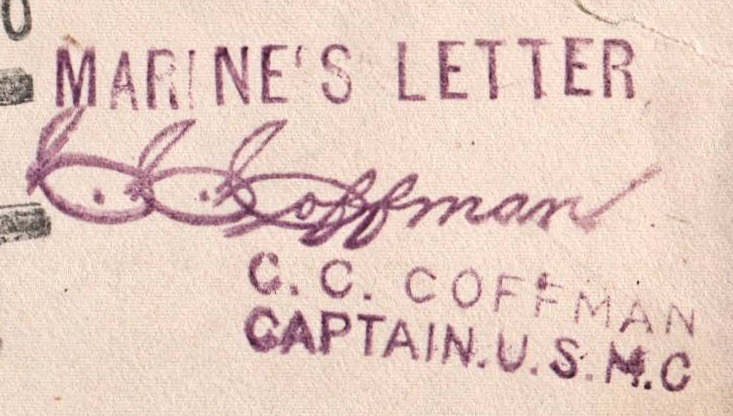 MARINE'S LETTER
C. C. Coffman
C. C. COFFMAN
CAPTAIN.U.S.M.C